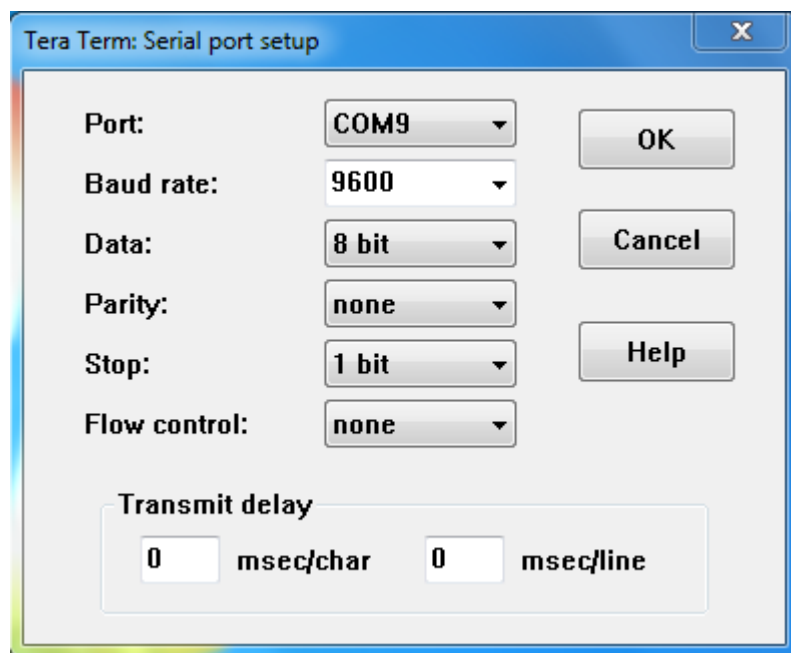 Tera Term: Serial port setup
Port: COM9
OK
Baud rate: 9600
Data: 8 bit
Cancel
Parity: none
Stop: 1 bit
Help
Flow control: none
Transmit delay
0 msec/char 0 msec/line